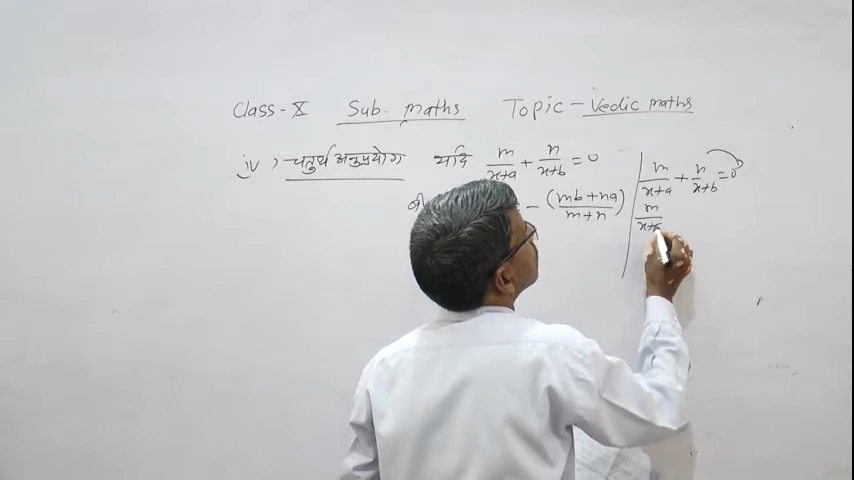 Class-X Sub. maths Topic - Vedic maths
iv) चतुर्थ अनुप्रयोग यदि m/(x+a) + n/(x+b) = 0
- (mb+na)/(m+n)
m/(x+a) + n/(x+b) = 0
m